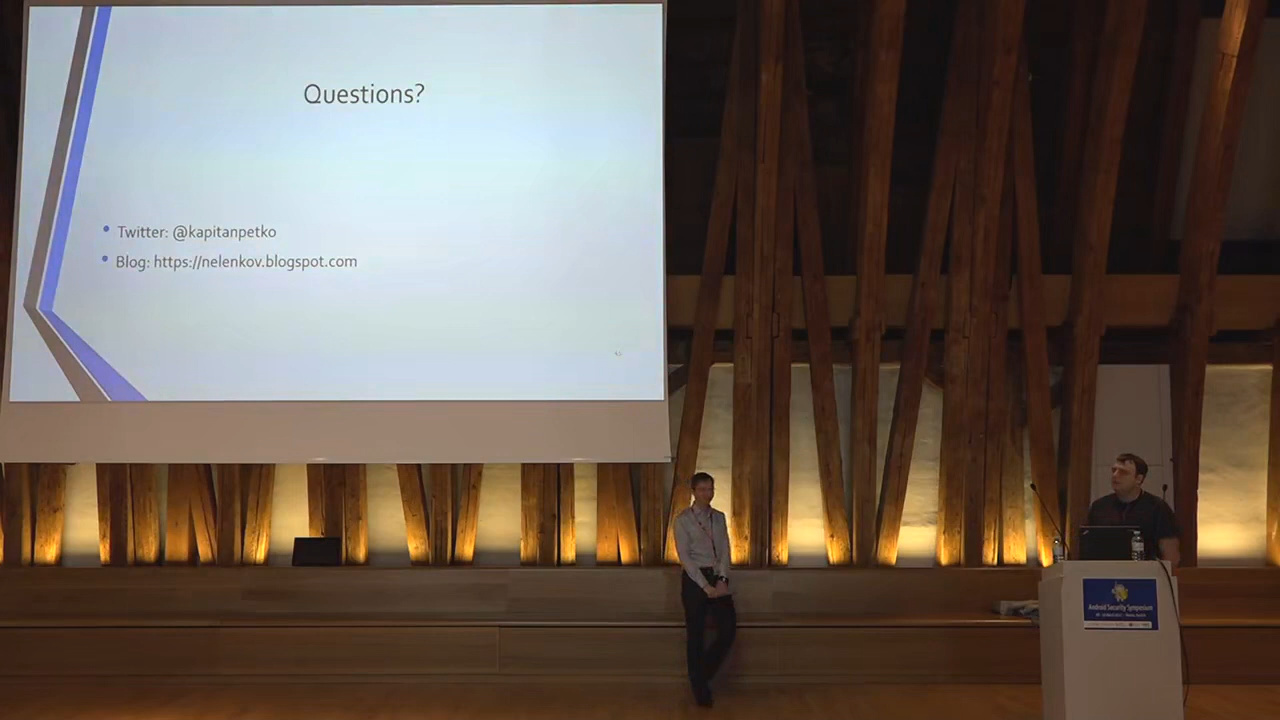 Questions?
• Twitter: @kapitanpetko
• Blog: https://nelenkov.blogspot.com
Android Security Symposium